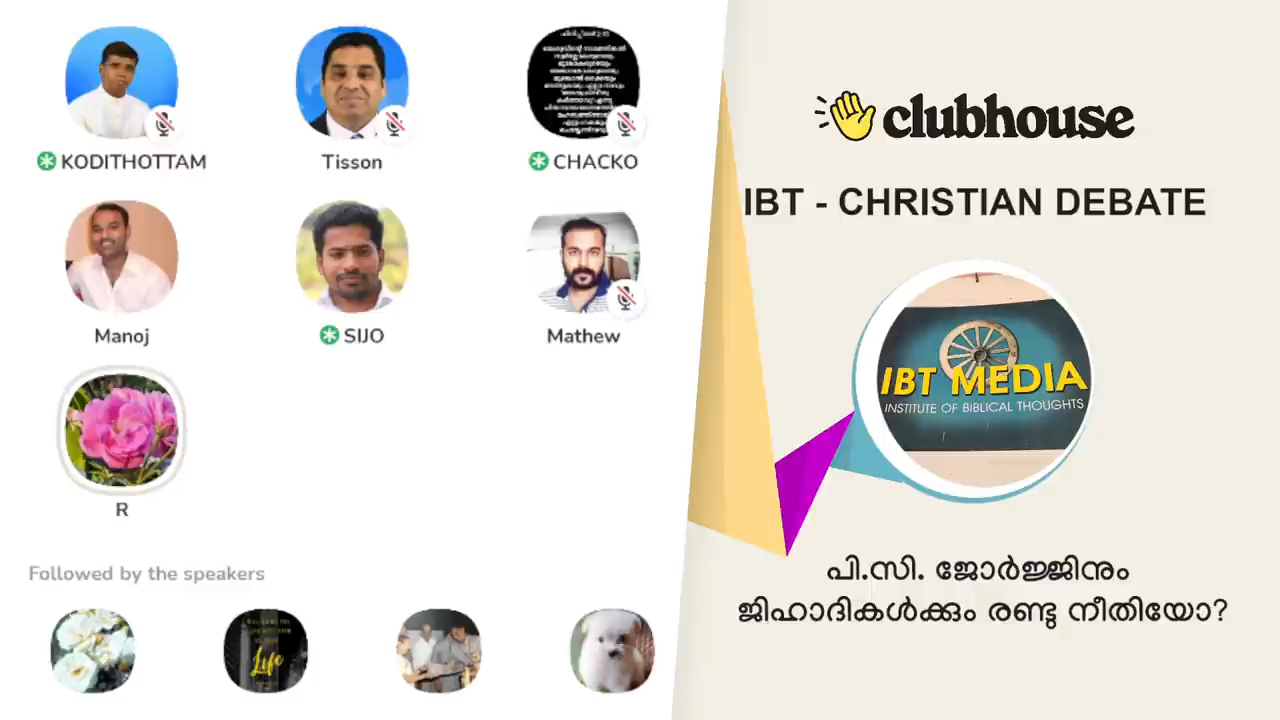 KODITHOTTAM
Tisson
CHACKO
Manoj
SIJO
Mathew
R
Followed by the speakers
Life
clubhouse
IBT - CHRISTIAN DEBATE
IBT MEDIA
INSTITUTE OF BIBLICAL THOUGHTS
പി.സി. ജോർജ്ജിനും
ജിഹാദികൾക്കും രണ്ടു നീതിയോ?